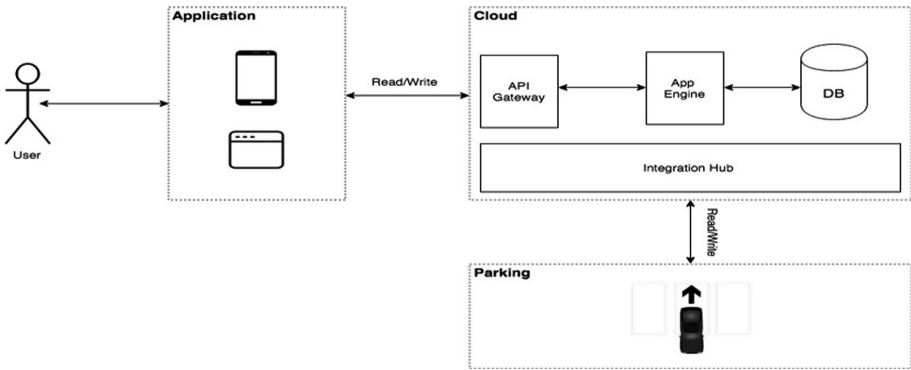 Application
Cloud
User
Read/Write
API
Gateway
App
Engine
DB
Integration Hub
Read/Write
Parking